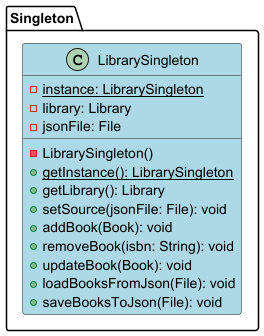 Singleton
C LibrarySingleton
instance: LibrarySingleton
library: Library
jsonFile: File
LibrarySingleton()
getInstance(): LibrarySingleton
getLibrary(): Library
setSource(jsonFile: File): void
addBook(Book): void
removeBook(isbn: String): void
updateBook(Book): void
loadBooksFromJson(File): void
saveBooksToJson(File): void